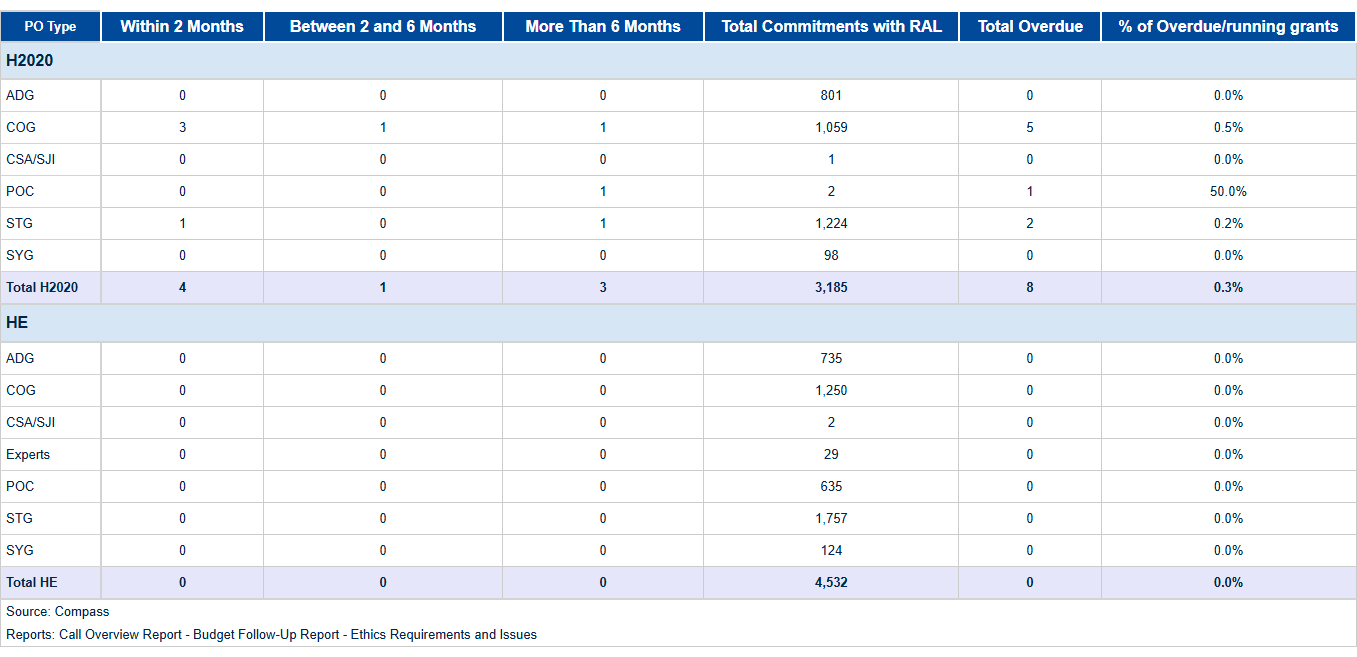 PO Type Within 2 Months Between 2 and 6 Months More Than 6 Months Total Commitments with RAL Total Overdue % of Overdue/running grants
H2020
ADG 0 0 0 801 0 0.0%
COG 3 1 1 1,059 5 0.5%
CSA/SJI 0 0 0 1 0 0.0%
POC 0 0 1 2 1 50.0%
STG 1 0 1 1,224 2 0.2%
SYG 0 0 0 98 0 0.0%
Total H2020 4 1 3 3,185 8 0.3%
HE
ADG 0 0 0 735 0 0.0%
COG 0 0 0 1,250 0 0.0%
CSA/SJI 0 0 0 2 0 0.0%
Experts 0 0 0 29 0 0.0%
POC 0 0 0 635 0 0.0%
STG 0 0 0 1,757 0 0.0%
SYG 0 0 0 124 0 0.0%
Total HE 0 0 0 4,532 0 0.0%
Source: Compass
Reports: Call Overview Report - Budget Follow-Up Report - Ethics Requirements and Issues